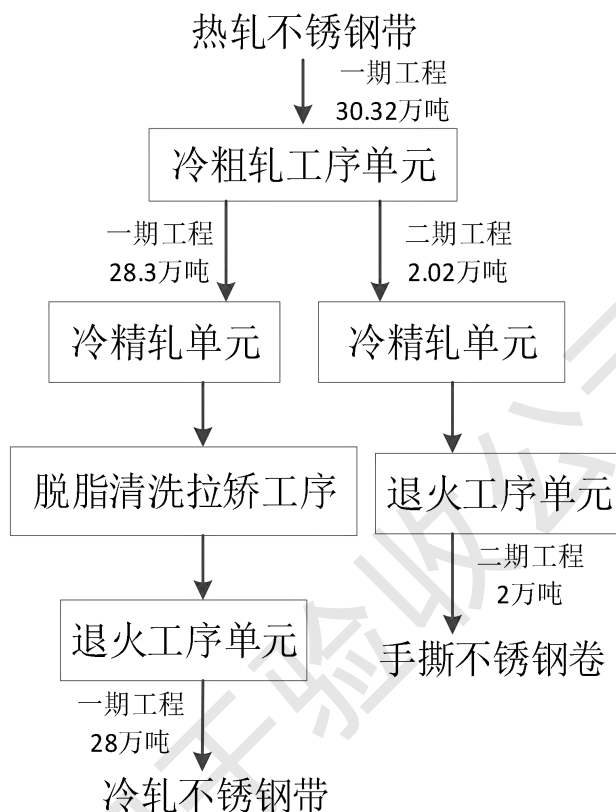 热轧不锈钢带
一期工程
30.32万吨
冷粗轧工序单元
一期工程
28.3万吨
二期工程
2.02万吨
冷精轧单元
冷精轧单元
脱脂清洗拉矫工序
退火工序单元
二期工程
2万吨
退火工序单元
手撕不锈钢卷
一期工程
28万吨
冷轧不锈钢带
于验收公